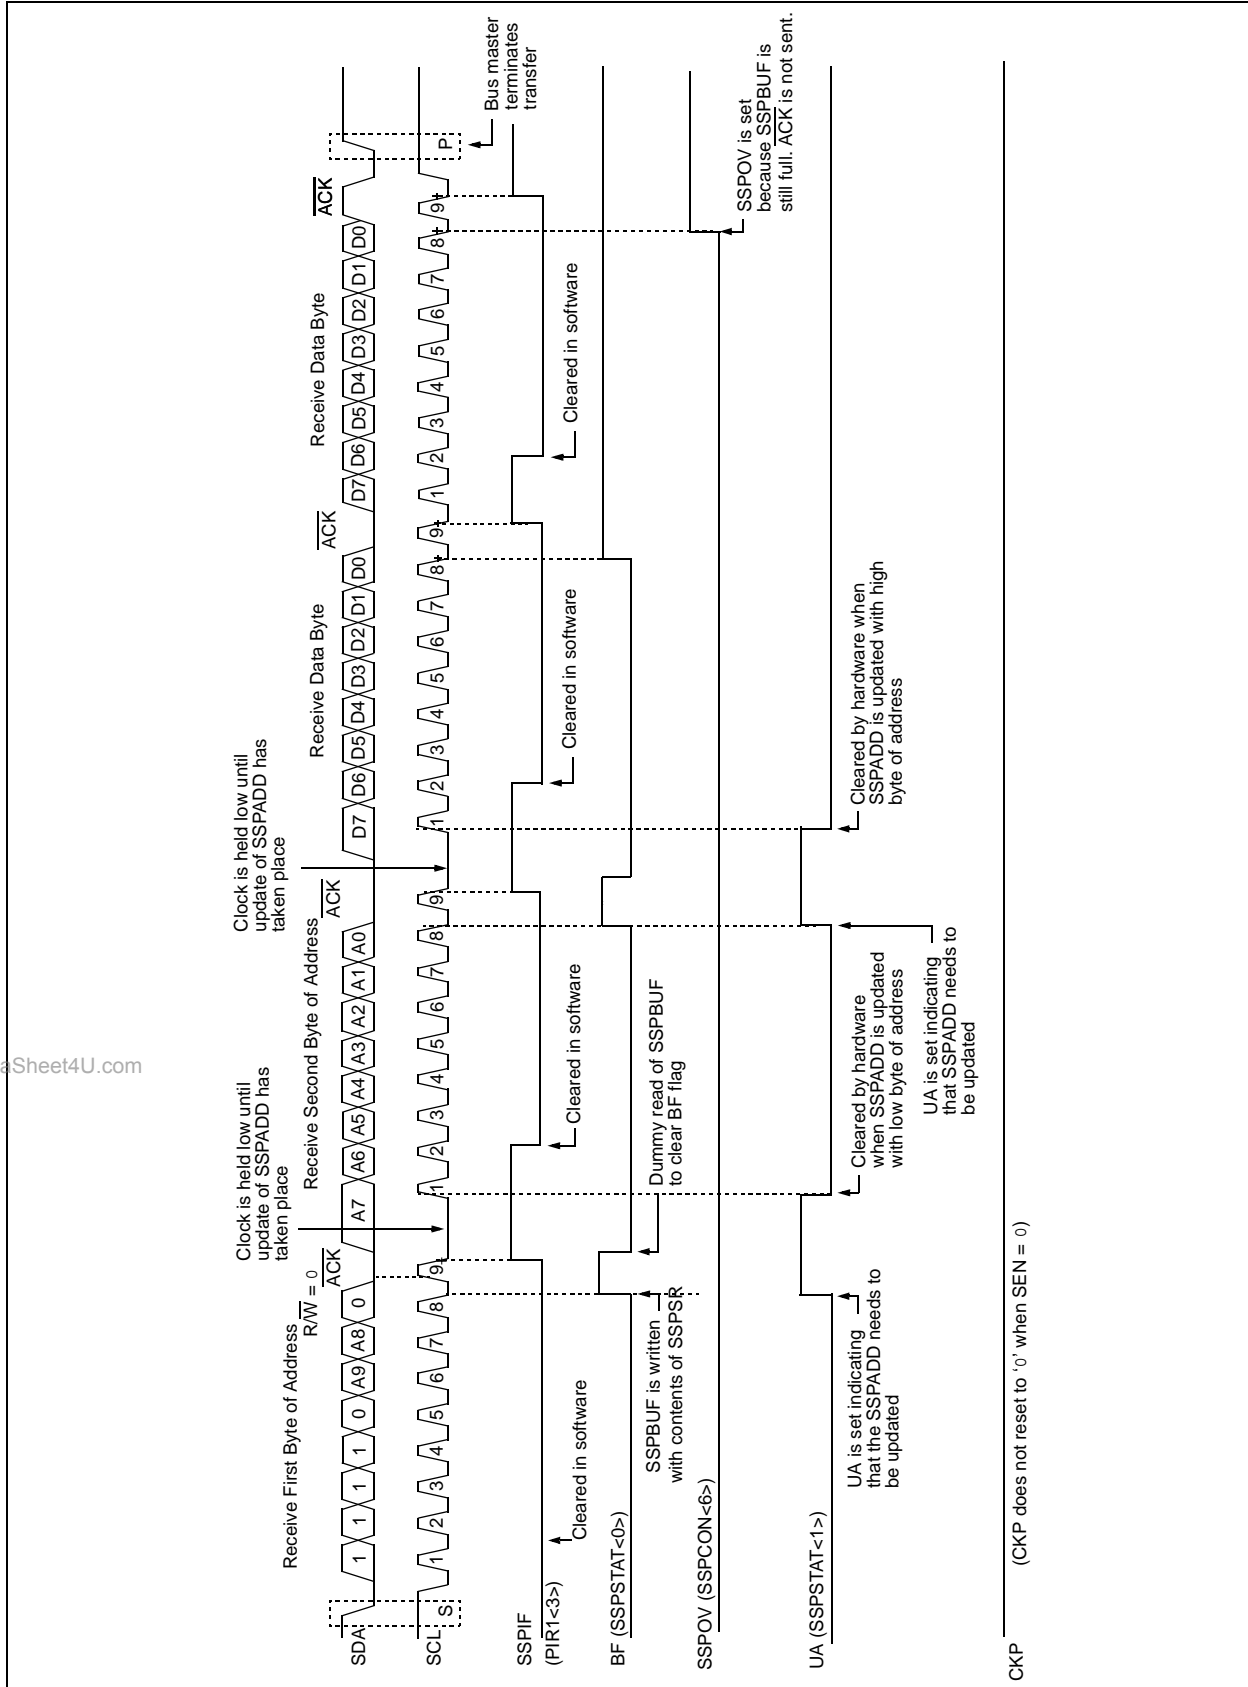 Receive First Byte of Address
R/W = 0
ACK
Clock is held low until
update of SSPADD has
taken place
Receive Second Byte of Address
ACK
Clock is held low until
update of SSPADD has
taken place
Receive Data Byte
ACK
Receive Data Byte
ACK
SDA
1 1 1 1 0 A9 A8 0
A7 A6 A5 A4 A3 A2 A1 A0
D7 D6 D5 D4 D3 D2 D1 D0
D7 D6 D5 D4 D3 D2 D1 D0
SCL
S
1 2 3 4 5 6 7 8 9
1 2 3 4 5 6 7 8 9
1 2 3 4 5 6 7 8 9
1 2 3 4 5 6 7 8 9
P
Bus master
terminates
transfer
SSPIF
(PIR1<3>)
Cleared in software
Cleared in software
Cleared in software
Cleared in software
BF (SSPSTAT<0>)
SSPBUF is written
with contents of SSPSR
Dummy read of SSPBUF
to clear BF flag
SSPOV (SSPCON<6>)
SSPOV is set
because SSPBUF is
still full. ACK is not sent.
UA (SSPSTAT<1>)
UA is set indicating
that the SSPADD needs to
be updated
Cleared by hardware
when SSPADD is updated
with low byte of address
UA is set indicating
that SSPADD needs to
be updated
Cleared by hardware when
SSPADD is updated with high
byte of address
CKP
(CKP does not reset to ‘0’ when SEN = 0)
aSheet4U.com